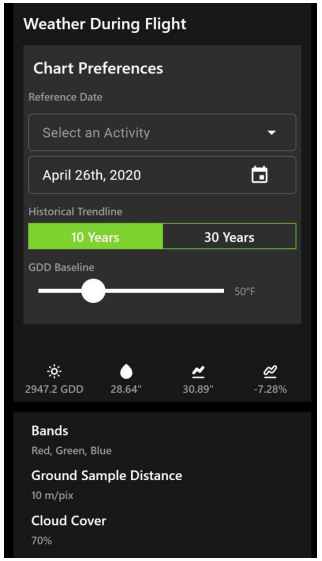 Weather During Flight
Chart Preferences
Reference Date
Select an Activity
April 26th, 2020
Historical Trendline
10 Years 30 Years
GDD Baseline
50°F
2947.2 GDD 28.64" 30.89" -7.28%
Bands
Red, Green, Blue
Ground Sample Distance
10 m/pix
Cloud Cover
70%